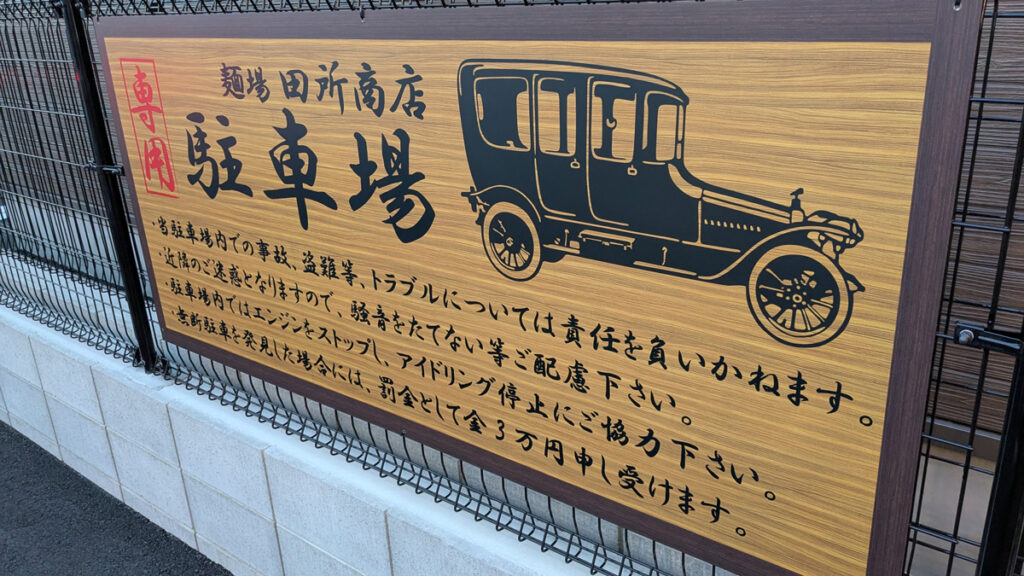 専用
麺場 田所商店
駐車場
・当駐車場内での事故、盗難等、トラブルについては責任を負いかねます。
・近隣のご迷惑となりますので、騒音をたてない等ご配慮下さい。
・駐車場内ではエンジンをストップし、アイドリング停止にご協力下さい。
・無断駐車を発見した場合には、罰金として金3万円申し受けます。